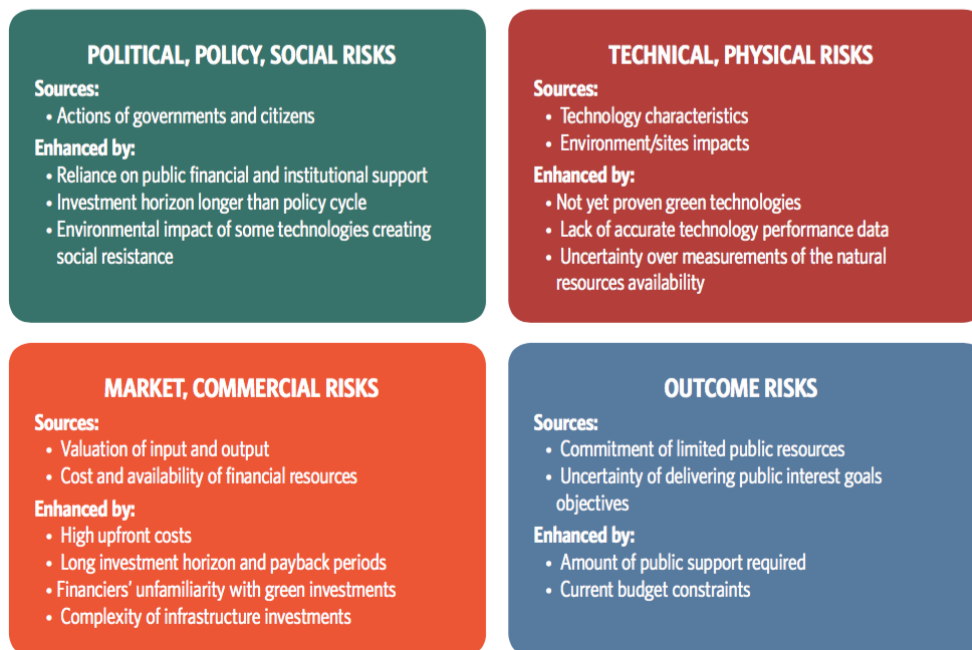 POLITICAL, POLICY, SOCIAL RISKS
Sources:
• Actions of governments and citizens
Enhanced by:
• Reliance on public financial and institutional support
• Investment horizon longer than policy cycle
• Environmental impact of some technologies creating
social resistance
TECHNICAL, PHYSICAL RISKS
Sources:
• Technology characteristics
• Environment/sites impacts
Enhanced by:
• Not yet proven green technologies
• Lack of accurate technology performance data
• Uncertainty over measurements of the natural
resources availability
MARKET, COMMERCIAL RISKS
Sources:
• Valuation of input and output
• Cost and availability of financial resources
Enhanced by:
• High upfront costs
• Long investment horizon and payback periods
• Financiers' unfamiliarity with green investments
• Complexity of infrastructure investments
OUTCOME RISKS
Sources:
• Commitment of limited public resources
• Uncertainty of delivering public interest goals
objectives
Enhanced by:
• Amount of public support required
• Current budget constraints